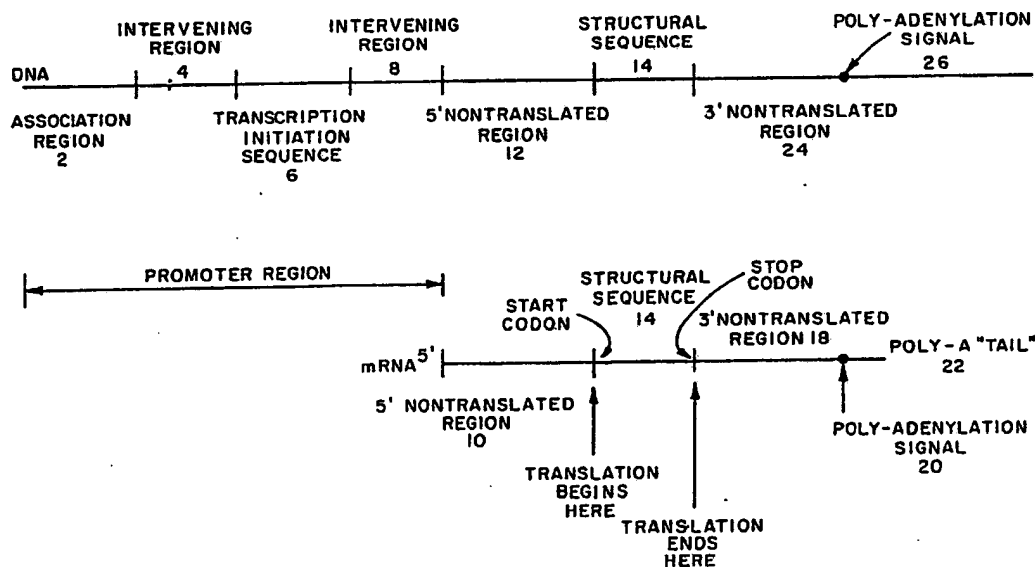 INTERVENING
REGION
4
INTERVENING
REGION
8
STRUCTURAL
SEQUENCE
14
POLY-ADENYLATION
SIGNAL
26
DNA
ASSOCIATION
REGION
2
TRANSCRIPTION
INITIATION
SEQUENCE
6
5' NONTRANSLATED
REGION
12
3' NONTRANSLATED
REGION
24
PROMOTER REGION
START
CODON
STRUCTURAL
SEQUENCE
14
STOP
CODON
3' NONTRANSLATED
REGION 18
mRNA 5'
POLY-A "TAIL"
22
5' NONTRANSLATED
REGION
10
TRANSLATION
BEGINS
HERE
TRANSLATION
ENDS
HERE
POLY-ADENYLATION
SIGNAL
20